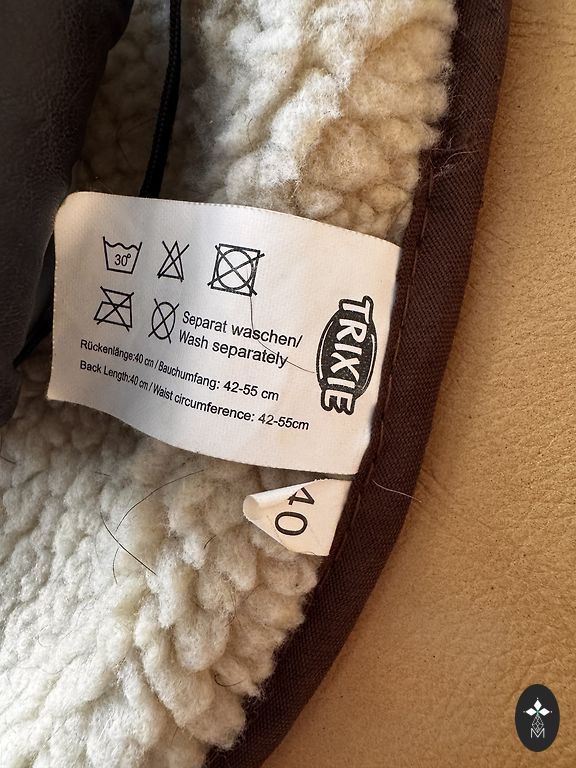 30°
Separat waschen/
Wash separately
Rückenlänge:40 cm / Bauchumfang: 42-55 cm
Back Length:40 cm / Waist circumference: 42-55cm
TRIXIE
40
M